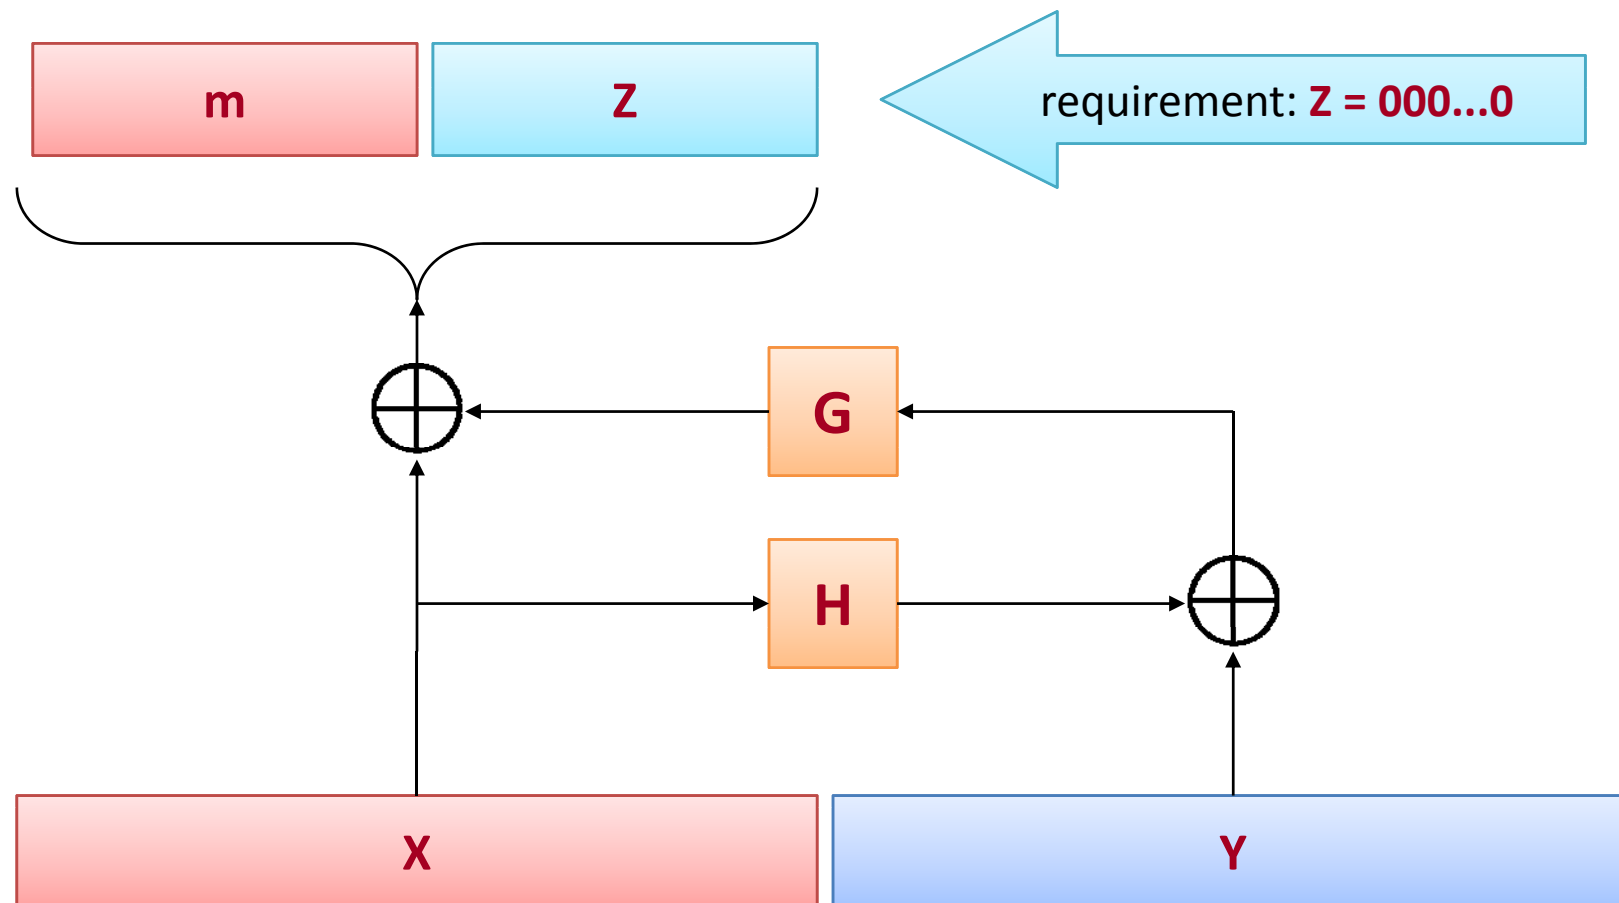 m
Z
requirement: Z = 000...0
G
H
X
Y